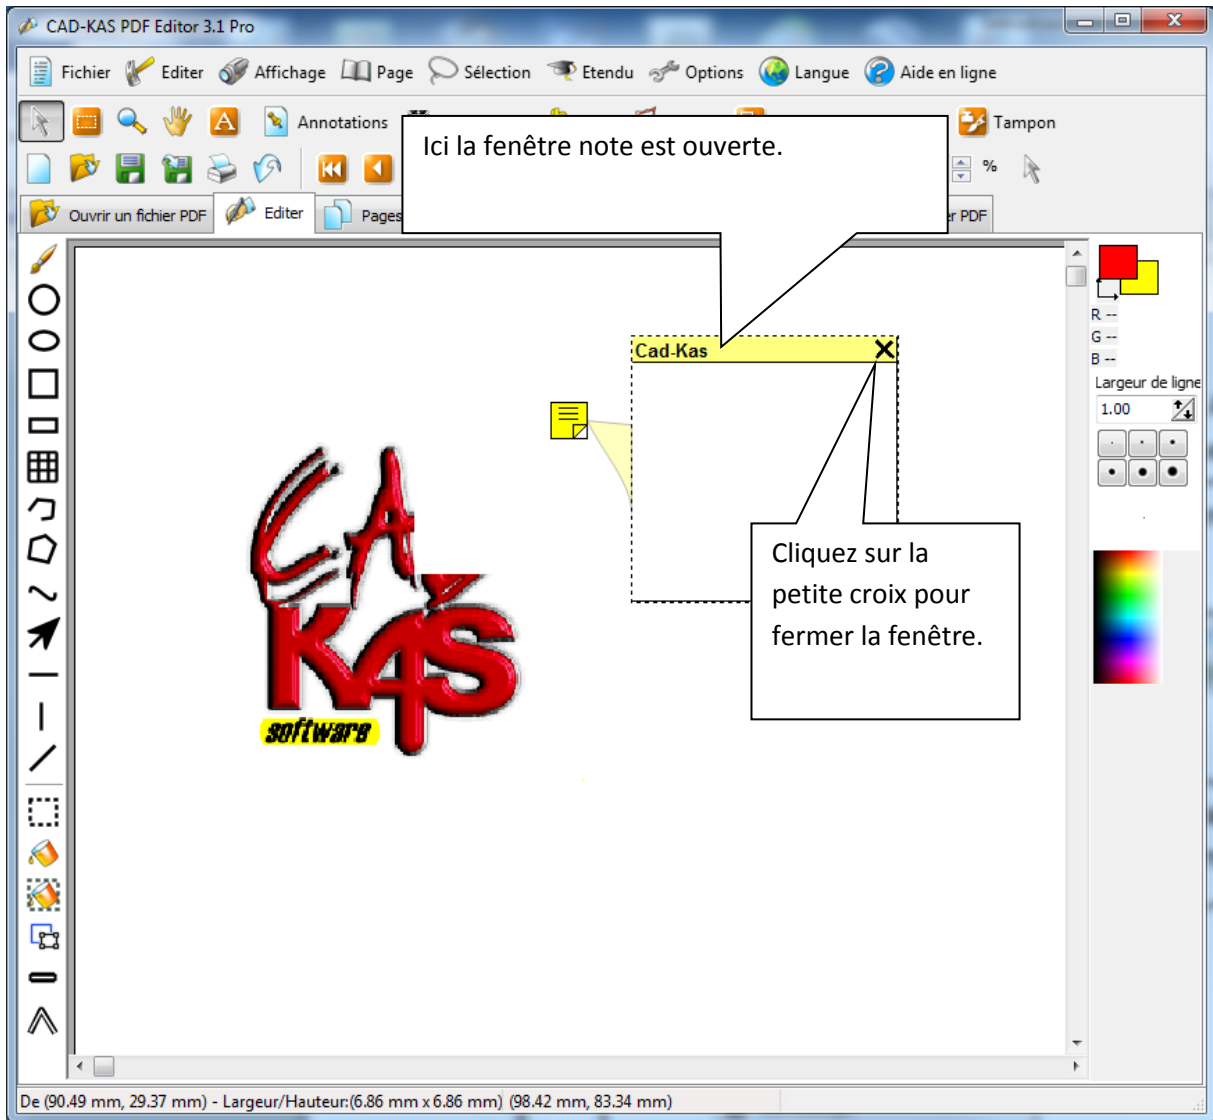 CAD-KAS PDF Editor 3.1 Pro
Fichier Editer Affichage Page Sélection Etendu Options Langue Aide en ligne
Annotations Tampon
Ici la fenêtre note est ouverte.
%
Ouvrir un fichier PDF Editer Pages PDF
R --
G --
B --
Largeur de ligne
1.00
Cad-Kas
Cliquez sur la
petite croix pour
fermer la fenêtre.
CAD
KAS
software
De (90.49 mm, 29.37 mm) - Largeur/Hauteur:(6.86 mm x 6.86 mm) (98.42 mm, 83.34 mm)